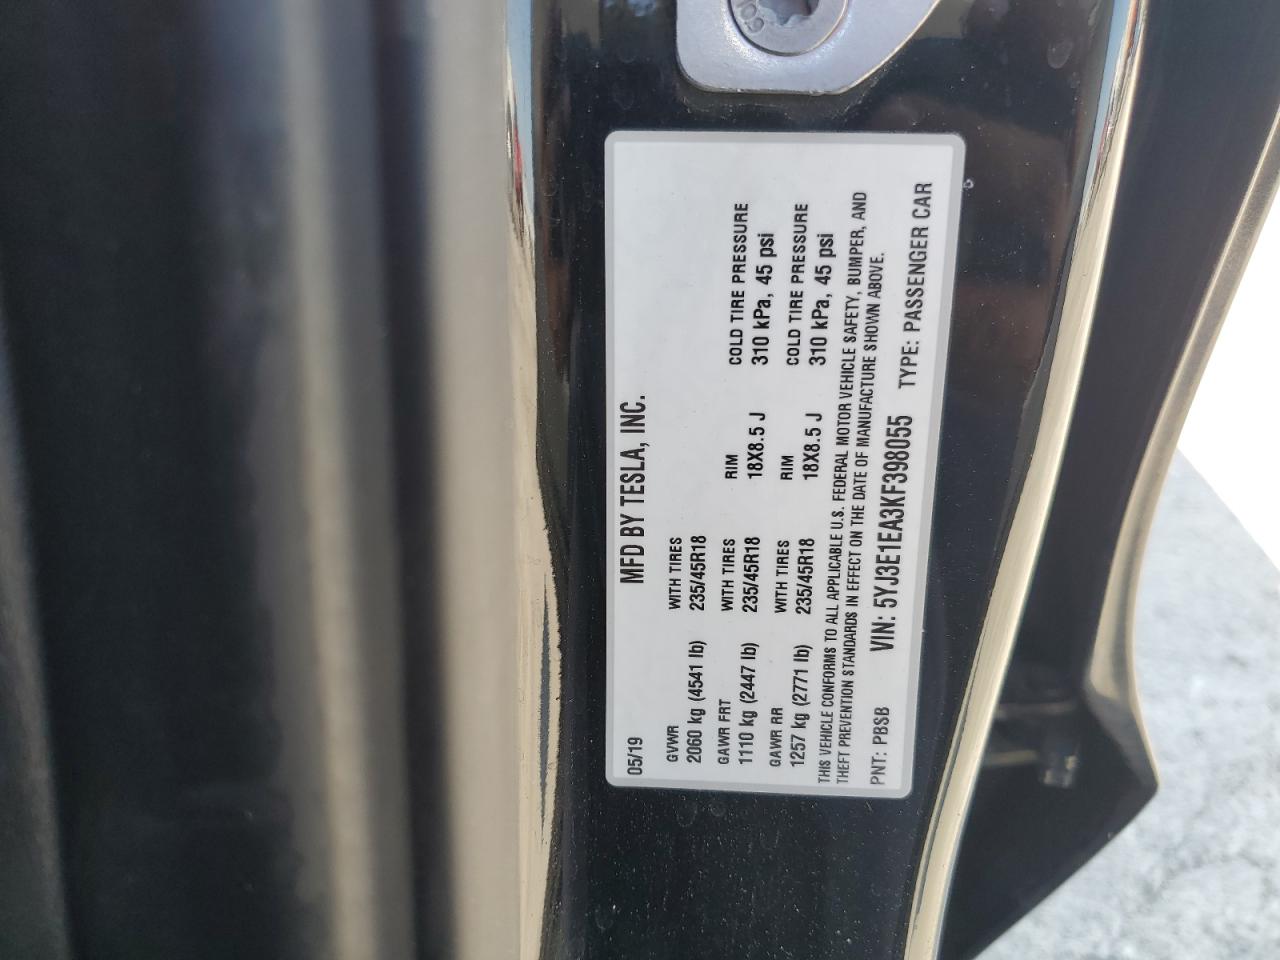 05/19 MFD BY TESLA, INC.
GVWR WITH TIRES
2060 kg (4541 lb) 235/45R18
GAWR FRT WITH TIRES RIM COLD TIRE PRESSURE
1110 kg (2447 lb) 235/45R18 18X8.5 J 310 kPa, 45 psi
GAWR RR WITH TIRES RIM COLD TIRE PRESSURE
1257 kg (2771 lb) 235/45R18 18X8.5 J 310 kPa, 45 psi
THIS VEHICLE CONFORMS TO ALL APPLICABLE U.S. FEDERAL MOTOR VEHICLE SAFETY, BUMPER, AND
THEFT PREVENTION STANDARDS IN EFFECT ON THE DATE OF MANUFACTURE SHOWN ABOVE.
PNT: PBSB VIN: 5YJ3E1EA3KF398055 TYPE: PASSENGER CAR